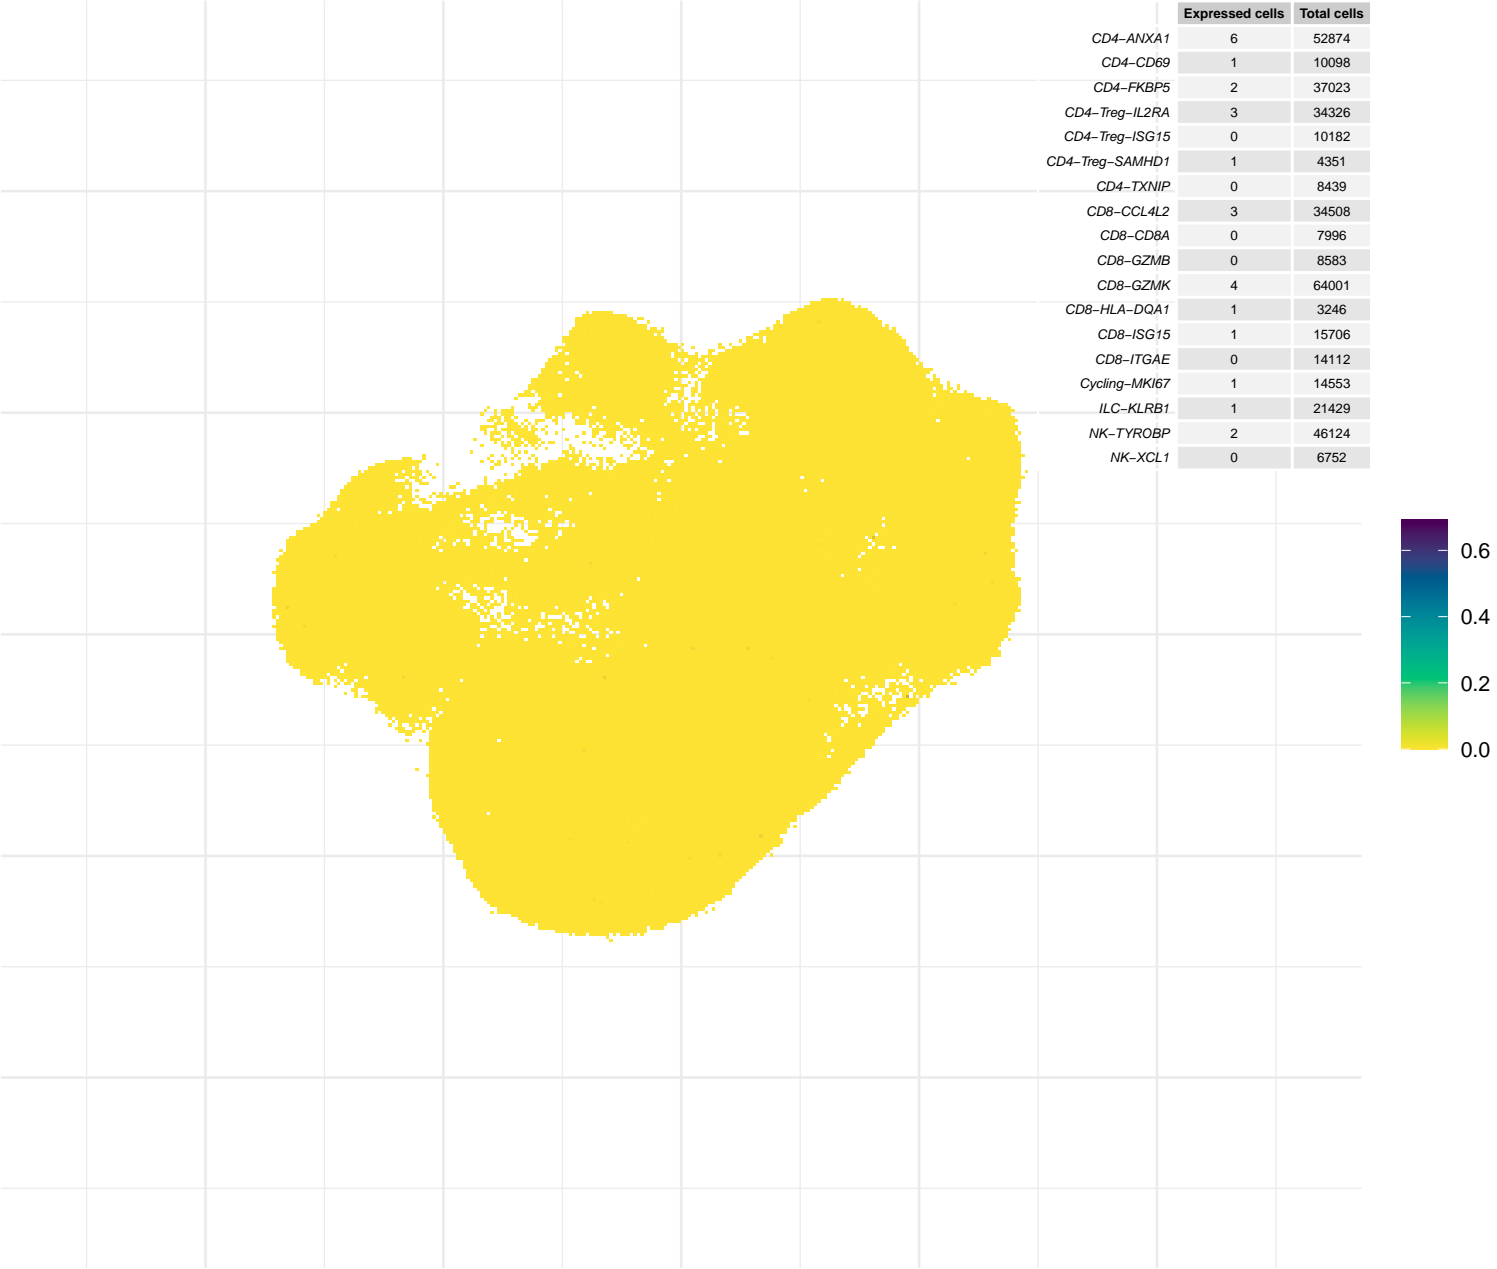 Expressed cells Total cells
CD4−ANXA1 6 52874
CD4−CD69 1 10098
CD4−FKBP5 2 37023
CD4−Treg−IL2RA 3 34326
CD4−Treg−ISG15 0 10182
CD4−Treg−SAMHD1 1 4351
CD4−TXNIP 0 8439
CD8−CCL4L2 3 34508
CD8−CD8A 0 7996
CD8−GZMB 0 8583
CD8−GZMK 4 64001
CD8−HLA−DQA1 1 3246
CD8−ISG15 1 15706
CD8−ITGAE 0 14112
Cycling−MKI67 1 14553
ILC−KLRB1 1 21429
NK−TYROBP 2 46124
NK−XCL1 0 6752
0.6
0.4
0.2
0.0